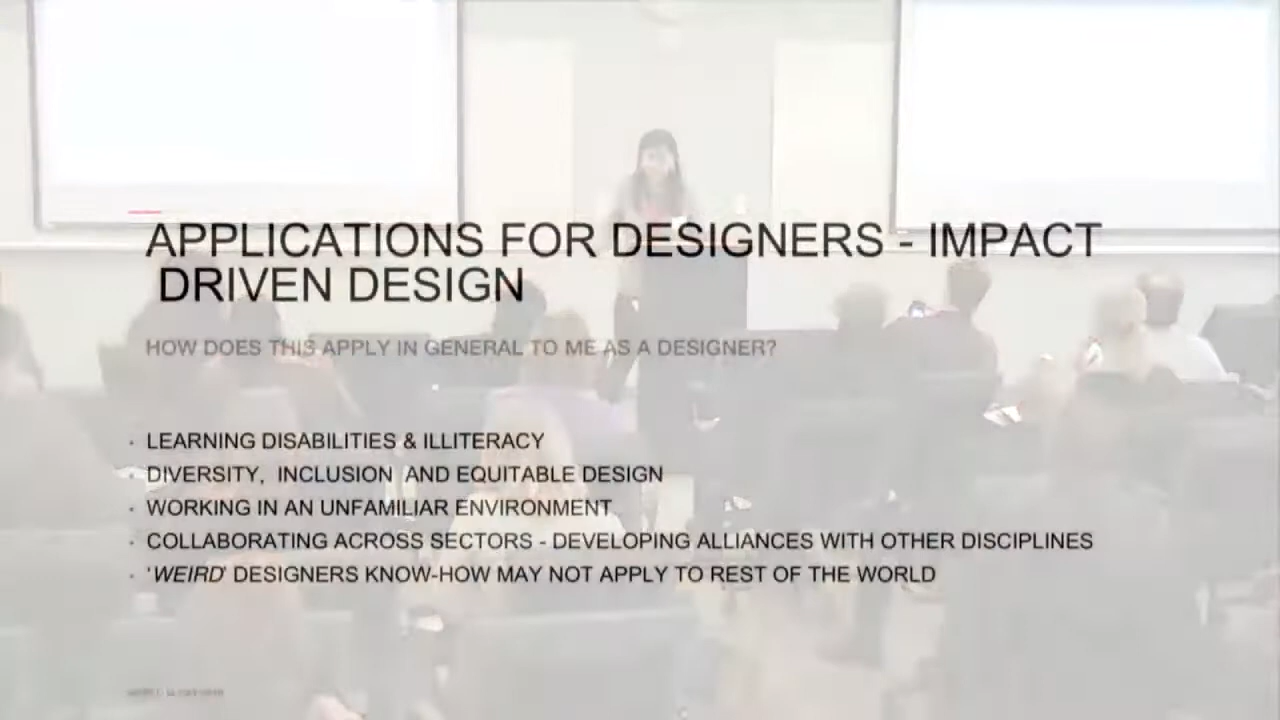 APPLICATIONS FOR DESIGNERS - IMPACT
DRIVEN DESIGN
HOW DOES THIS APPLY IN GENERAL TO ME AS A DESIGNER?
· LEARNING DISABILITIES & ILLITERACY
· DIVERSITY, INCLUSION AND EQUITABLE DESIGN
· WORKING IN AN UNFAMILIAR ENVIRONMENT
· COLLABORATING ACROSS SECTORS - DEVELOPING ALLIANCES WITH OTHER DISCIPLINES
· 'WEIRD' DESIGNERS KNOW-HOW MAY NOT APPLY TO REST OF THE WORLD